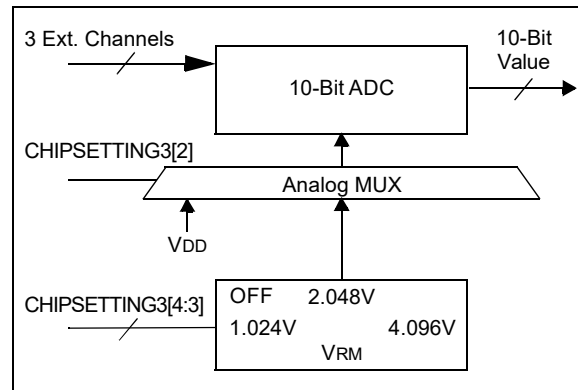 3 Ext. Channels
10-Bit
Value
10-Bit ADC
CHIPSETTING3[2]
Analog MUX
VDD
CHIPSETTING3[4:3]
OFF 2.048V
1.024V 4.096V
VRM